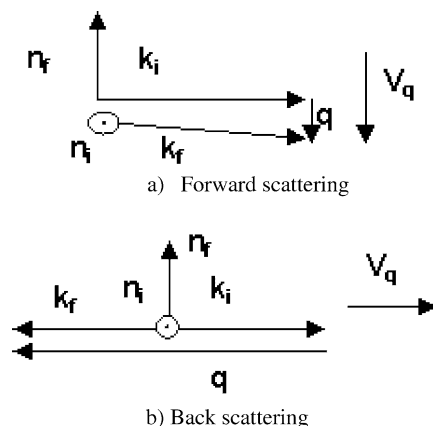 n_f k_i
V_q
q
n_i k_f
a) Forward scattering
n_f
k_f n_i k_i V_q
q
b) Back scattering